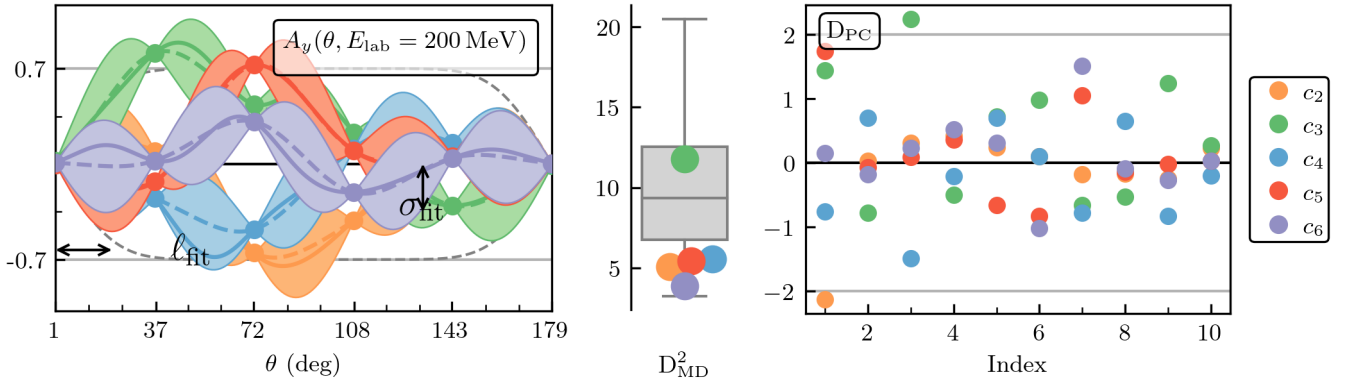 A_y(θ, E_lab = 200 MeV)
0.7
-0.7
σ_fit
ℓ_fit
1 37 72 108 143 179
θ (deg)
20
15
10
5
D²_MD
D_PC
2
1
0
−1
−2
2 4 6 8 10
Index
c_2
c_3
c_4
c_5
c_6